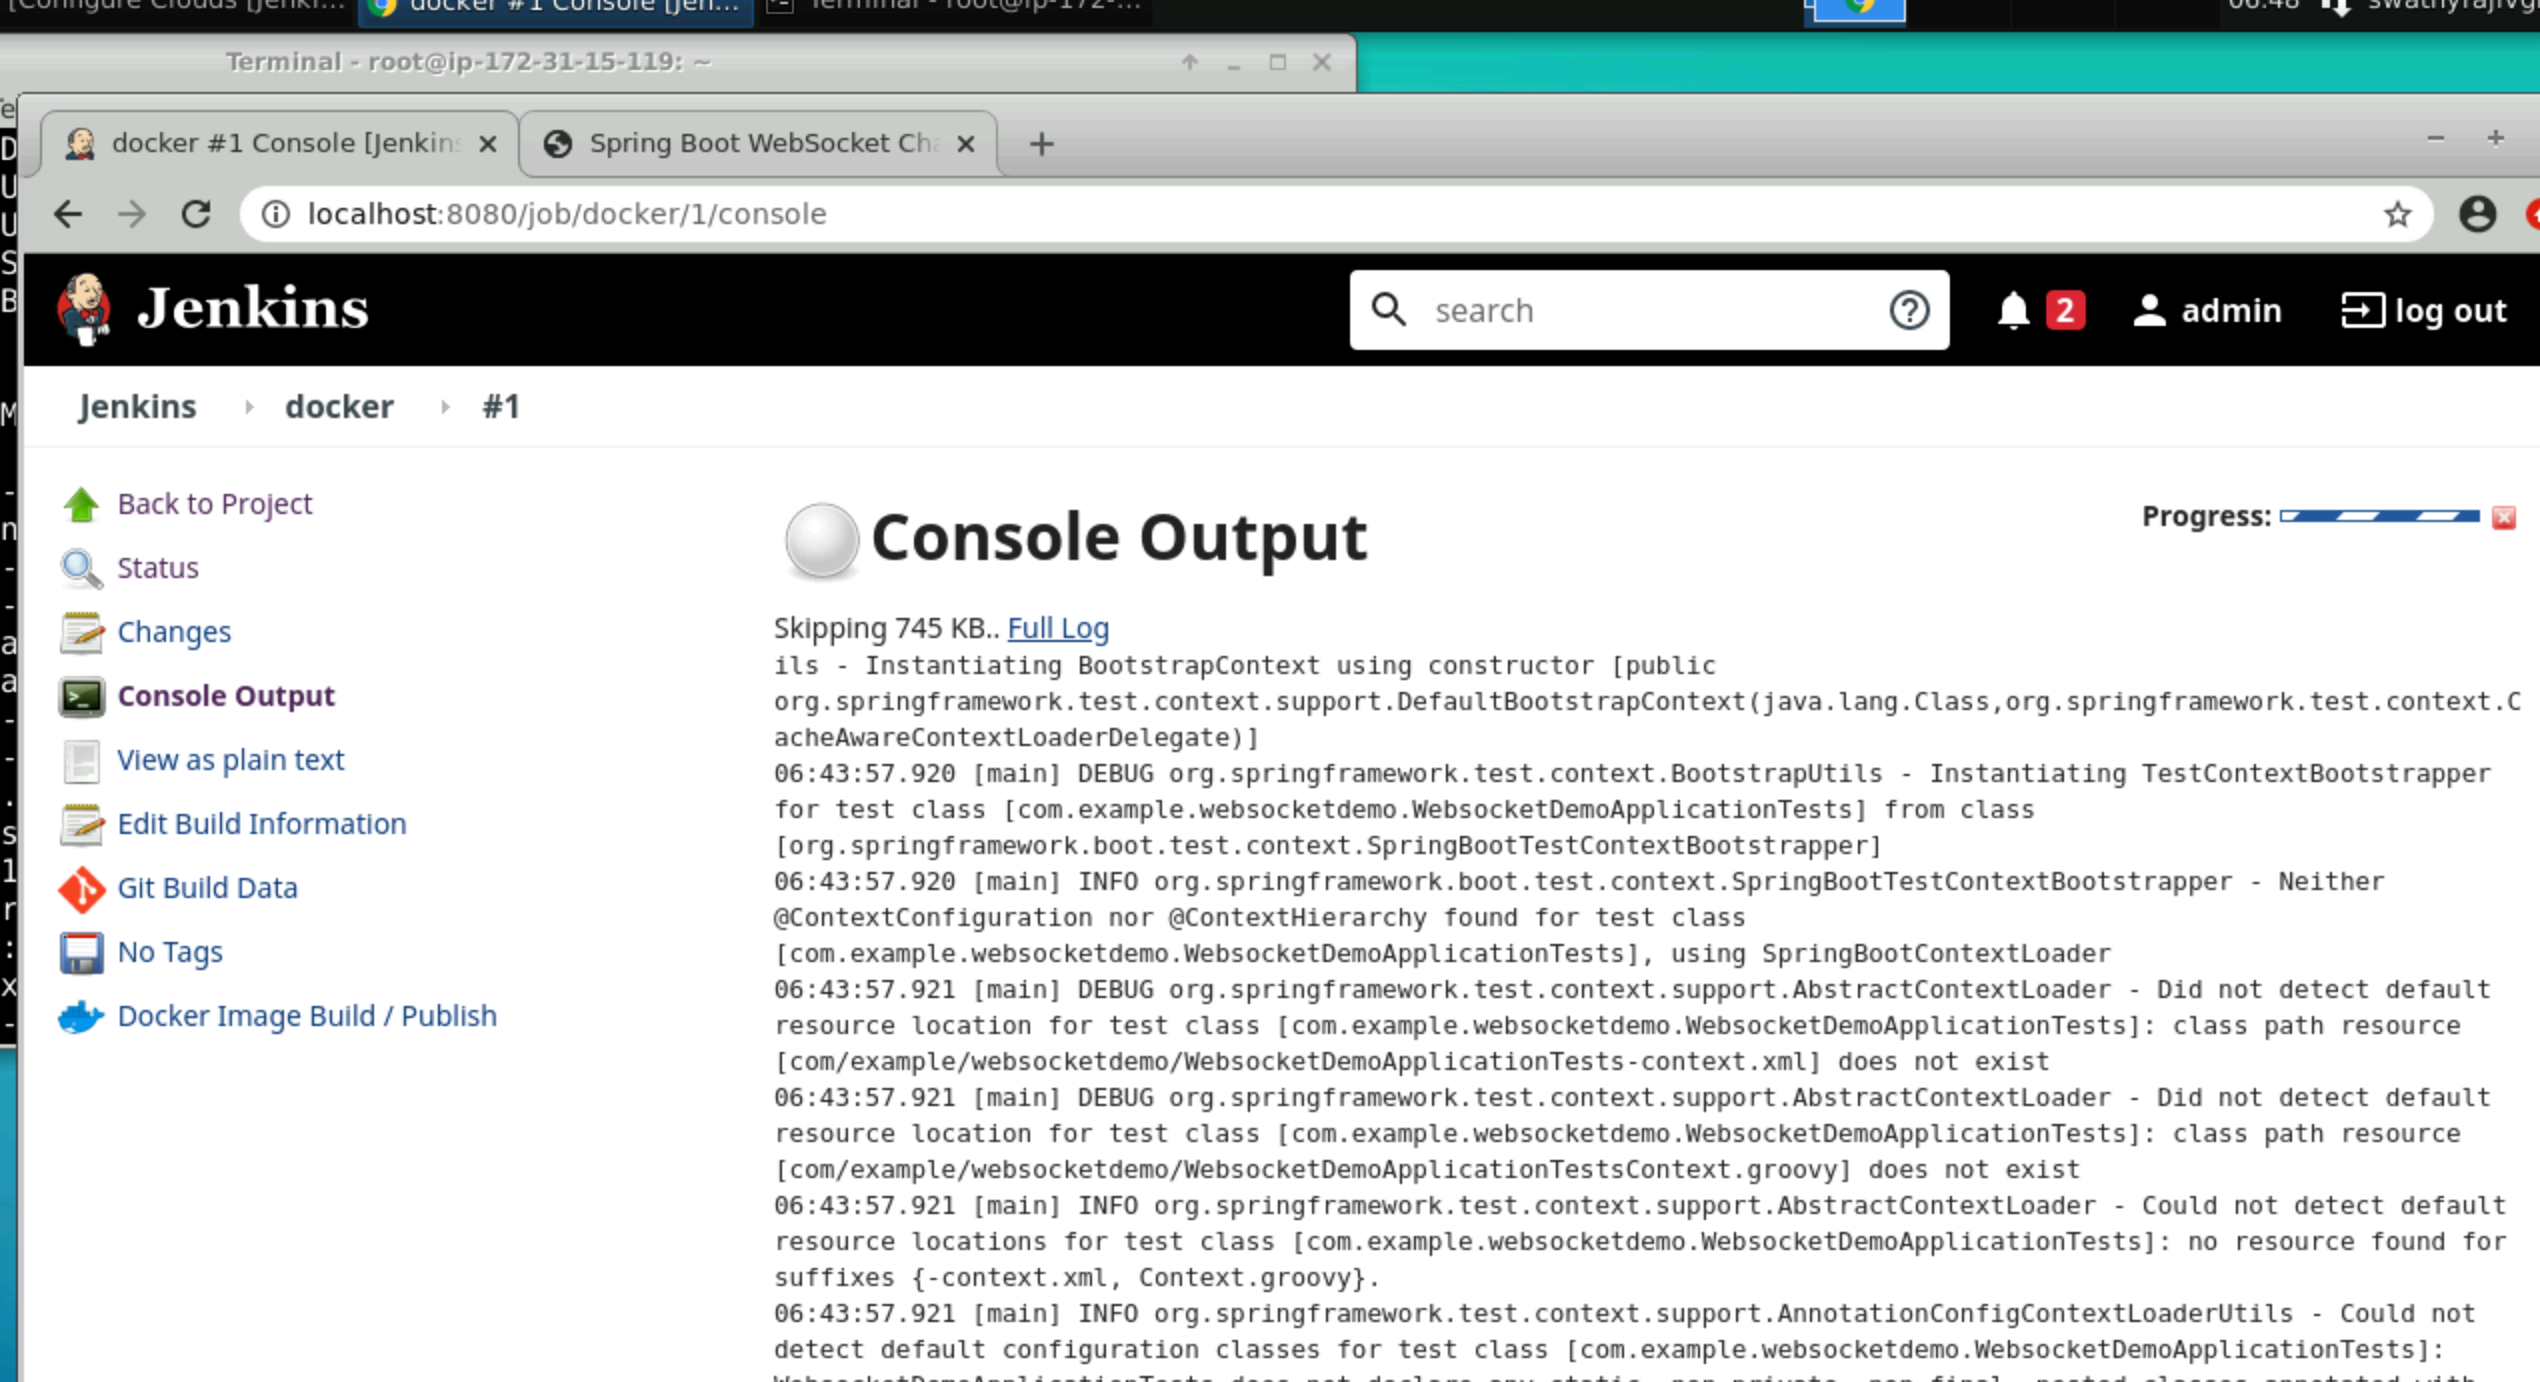 [Configure Clouds [Jenki...
docker #1 Console [Jen...
Terminal - root@ip-172-...
06:48
Terminal - root@ip-172-31-15-119: ~
docker #1 Console [Jenkins
Spring Boot WebSocket Cha
localhost:8080/job/docker/1/console
Jenkins
search
2
admin
log out
Jenkins
docker
#1
Back to Project
Status
Changes
Console Output
View as plain text
Edit Build Information
Git Build Data
No Tags
Docker Image Build / Publish
Console Output
Progress:
Skipping 745 KB.. Full Log
ils - Instantiating BootstrapContext using constructor [public
org.springframework.test.context.support.DefaultBootstrapContext(java.lang.Class,org.springframework.test.context.C
acheAwareContextLoaderDelegate)]
06:43:57.920 [main] DEBUG org.springframework.test.context.BootstrapUtils - Instantiating TestContextBootstrapper
for test class [com.example.websocketdemo.WebsocketDemoApplicationTests] from class
[org.springframework.boot.test.context.SpringBootTestContextBootstrapper]
06:43:57.920 [main] INFO org.springframework.boot.test.context.SpringBootTestContextBootstrapper - Neither
@ContextConfiguration nor @ContextHierarchy found for test class
[com.example.websocketdemo.WebsocketDemoApplicationTests], using SpringBootContextLoader
06:43:57.921 [main] DEBUG org.springframework.test.context.support.AbstractContextLoader - Did not detect default
resource location for test class [com.example.websocketdemo.WebsocketDemoApplicationTests]: class path resource
[com/example/websocketdemo/WebsocketDemoApplicationTests-context.xml] does not exist
06:43:57.921 [main] DEBUG org.springframework.test.context.support.AbstractContextLoader - Did not detect default
resource location for test class [com.example.websocketdemo.WebsocketDemoApplicationTests]: class path resource
[com/example/websocketdemo/WebsocketDemoApplicationTestsContext.groovy] does not exist
06:43:57.921 [main] INFO org.springframework.test.context.support.AbstractContextLoader - Could not detect default
resource locations for test class [com.example.websocketdemo.WebsocketDemoApplicationTests]: no resource found for
suffixes {-context.xml, Context.groovy}.
06:43:57.921 [main] INFO org.springframework.test.context.support.AnnotationConfigContextLoaderUtils - Could not
detect default configuration classes for test class [com.example.websocketdemo.WebsocketDemoApplicationTests]: